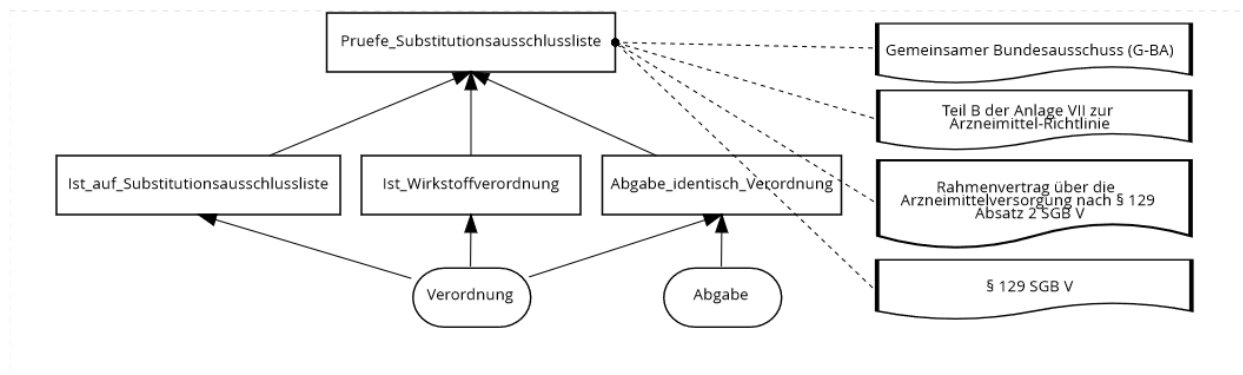 Pruefe_Substitutionsausschlussliste
Gemeinsamer Bundesausschuss (G-BA)
Teil B der Anlage VII zur
Arzneimittel-Richtlinie
Ist_auf_Substitutionsausschlussliste
Ist_Wirkstoffverordnung
Abgabe_identisch_Verordnung
Rahmenvertrag über die
Arzneimittelversorgung nach § 129
Absatz 2 SGB V
Verordnung
Abgabe
§ 129 SGB V